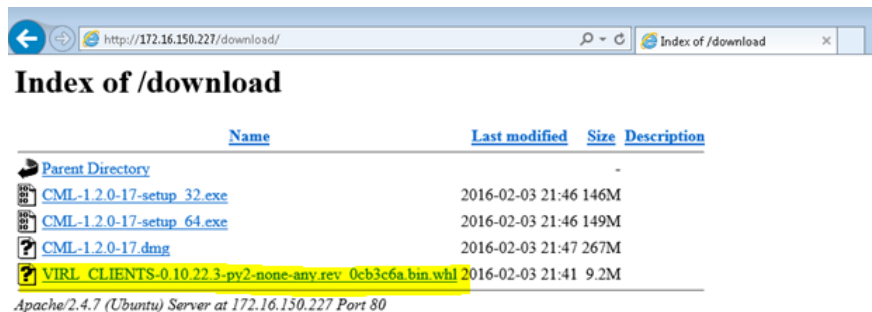 http://172.16.150.227/download/
Index of /download
Index of /download
Name Last modified Size Description
Parent Directory -
CML-1.2.0-17-setup_32.exe 2016-02-03 21:46 146M
CML-1.2.0-17-setup_64.exe 2016-02-03 21:46 149M
CML-1.2.0-17.dmg 2016-02-03 21:47 267M
VIRL_CLIENTS-0.10.22.3-py2-none-any.rev_0cb3c6a.bin.whl 2016-02-03 21:41 9.2M
Apache/2.4.7 (Ubuntu) Server at 172.16.150.227 Port 80